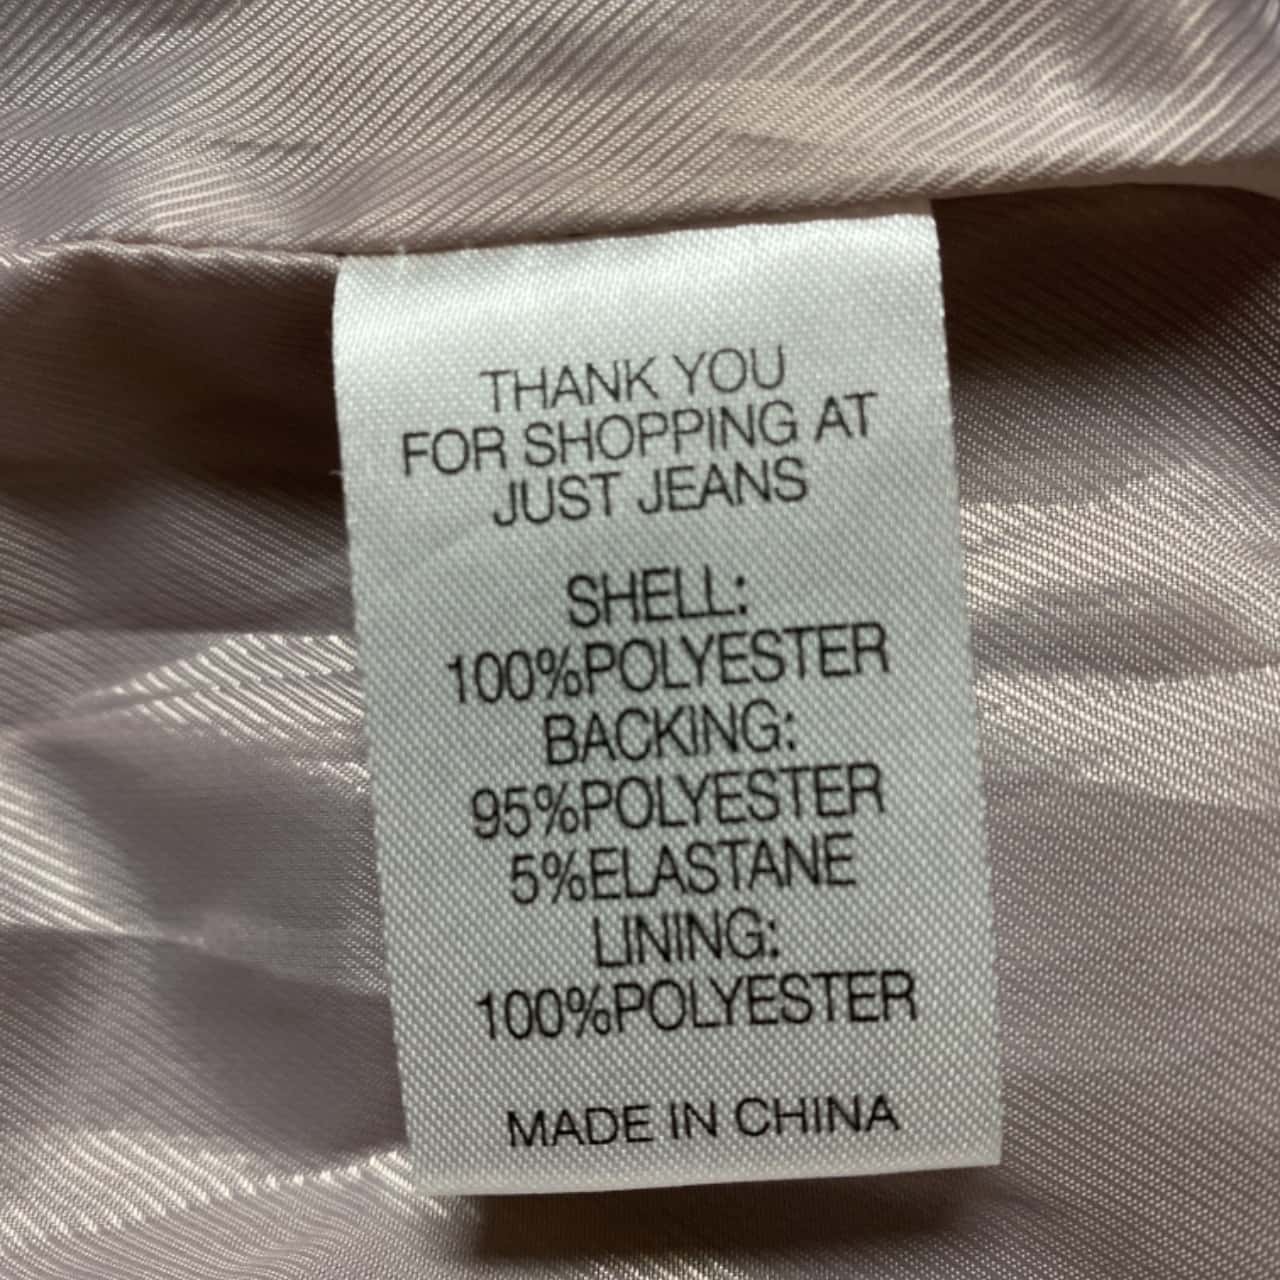 THANK YOU
FOR SHOPPING AT
JUST JEANS
SHELL:
100%POLYESTER
BACKING:
95%POLYESTER
5%ELASTANE
LINING:
100%POLYESTER
MADE IN CHINA